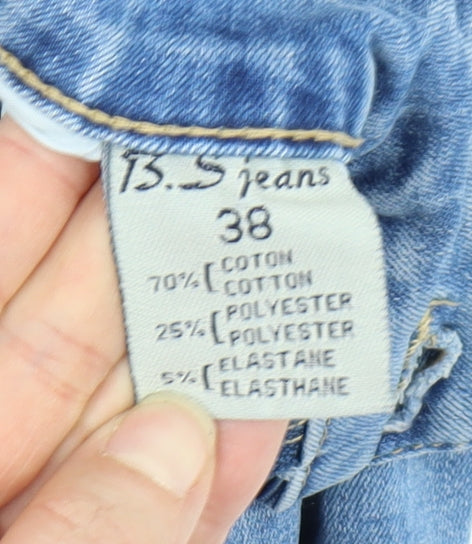 B.S jeans
38
70% [ COTON
COTTON
25% [ POLYESTER
POLYESTER
5% [ ELASTANE
ELASTHANE